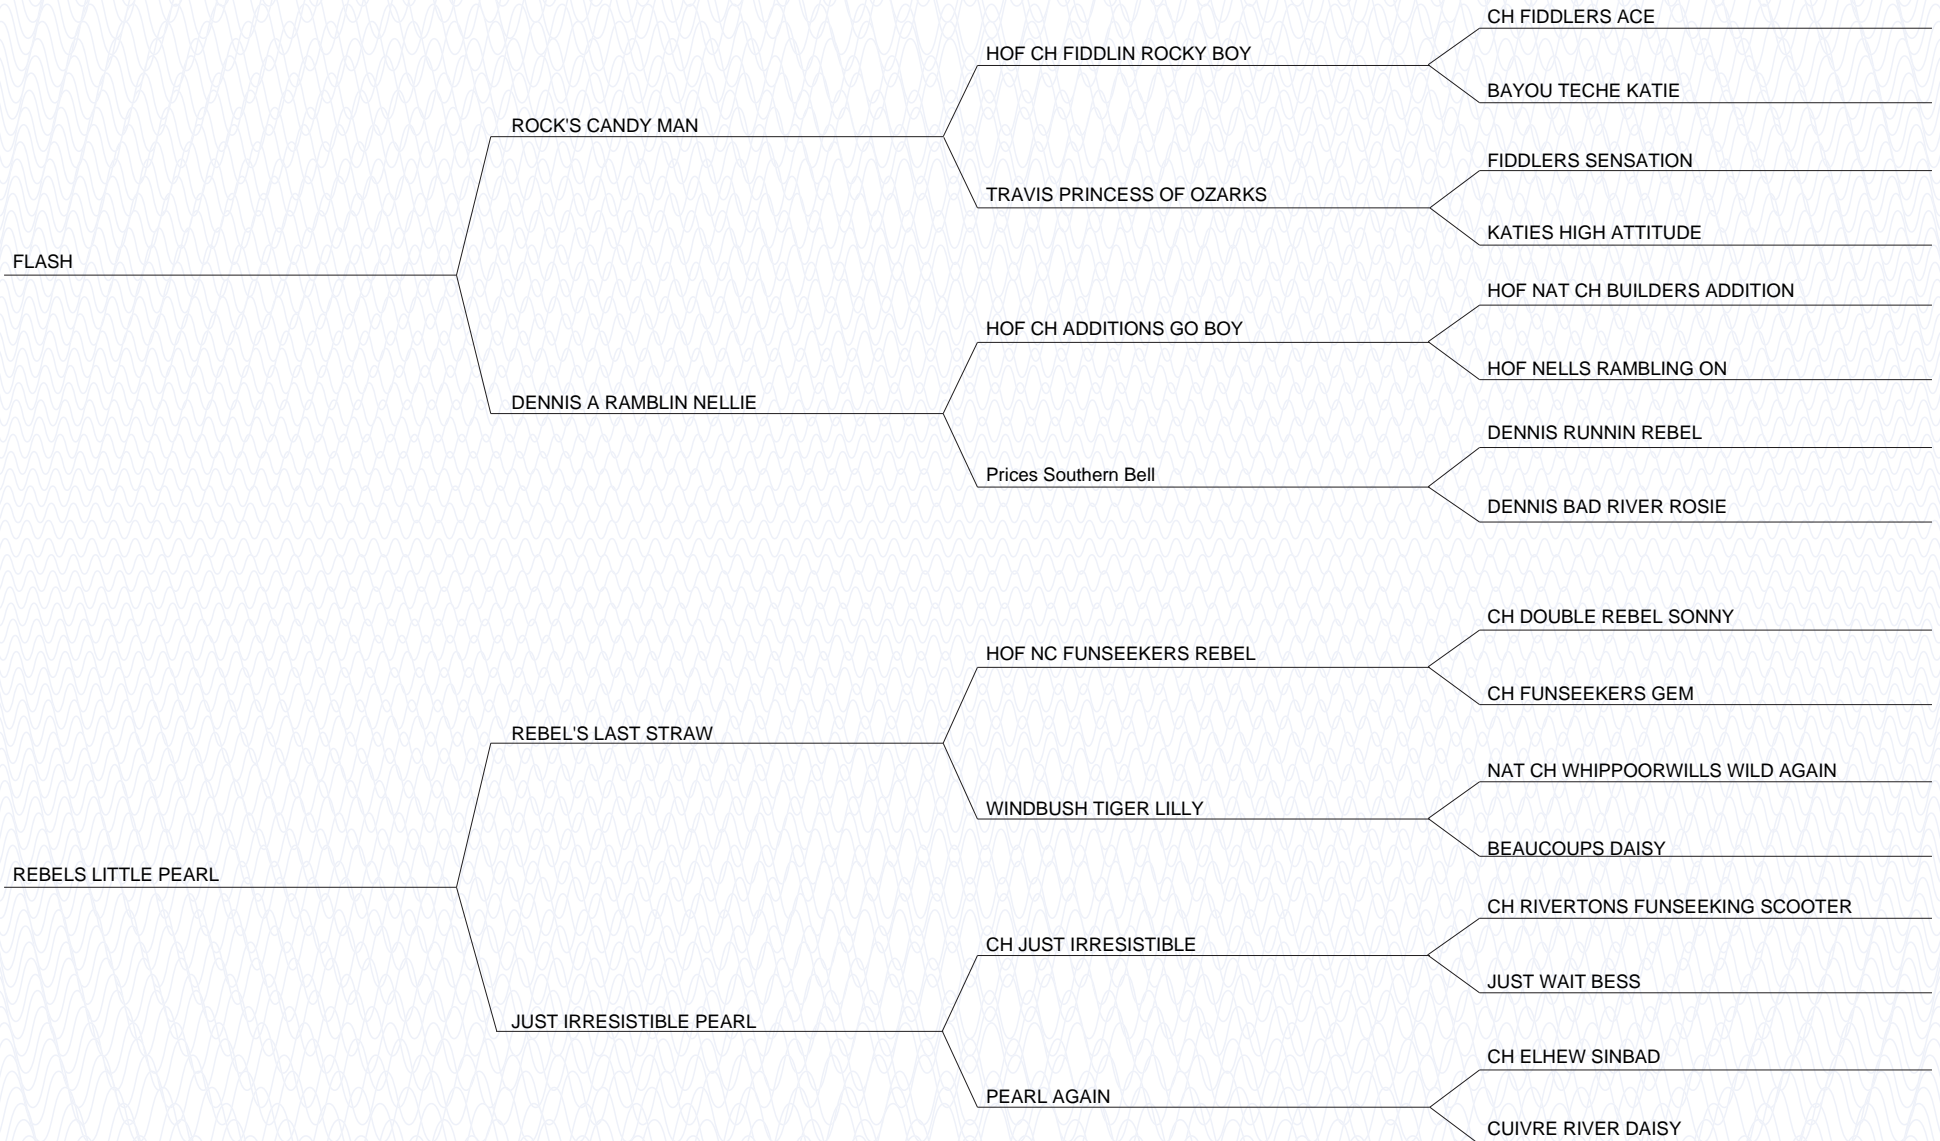 CH FIDDLERS ACE
HOF CH FIDDLIN ROCKY BOY
BAYOU TECHE KATIE
ROCK'S CANDY MAN
FIDDLERS SENSATION
TRAVIS PRINCESS OF OZARKS
KATIES HIGH ATTITUDE
FLASH
HOF NAT CH BUILDERS ADDITION
HOF CH ADDITIONS GO BOY
HOF NELLS RAMBLING ON
DENNIS A RAMBLIN NELLIE
DENNIS RUNNIN REBEL
Prices Southern Bell
DENNIS BAD RIVER ROSIE
CH DOUBLE REBEL SONNY
HOF NC FUNSEEKERS REBEL
CH FUNSEEKERS GEM
REBEL'S LAST STRAW
NAT CH WHIPPOORWILLS WILD AGAIN
WINDBUSH TIGER LILLY
BEAUCOUPS DAISY
REBELS LITTLE PEARL
CH RIVERTONS FUNSEEKING SCOOTER
CH JUST IRRESISTIBLE
JUST WAIT BESS
JUST IRRESISTIBLE PEARL
CH ELHEW SINBAD
PEARL AGAIN
CUIVRE RIVER DAISY